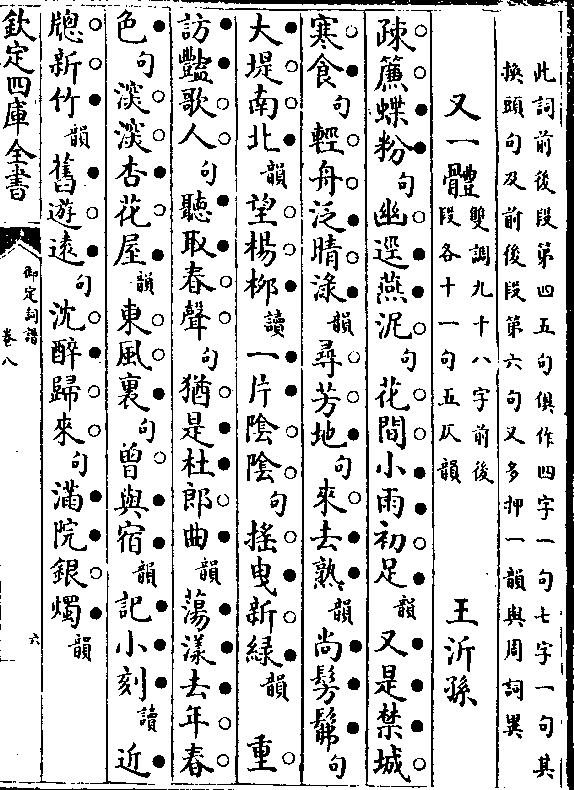 此詞前後段第四五句俱作四字一句七字一句其
換頭句及前後段第六句又多押一韻與周詞異
又一體 雙調九十八字前後
段各十一句五仄韻 王沂孫
疎簾蝶粉句幽逕燕泥句花間小雨初足韻又是禁城
寒食句輕舟泛晴渌韻尋芳地句來去熟韻尚髣髴句
大堤南北韻望楊栁讀一片陰陰句搖曳新綠韻 重
訪豔歌人句聽取春聲句猶是杜郎曲韻蕩漾去年春
色句淡淡杏花屋韻東風裏句曽與宿韻記小刻讀近
牕新竹韻舊遊遠句沈醉歸來句滿院銀燭韻
欽定四庫全書
御定詞譜
卷八
六